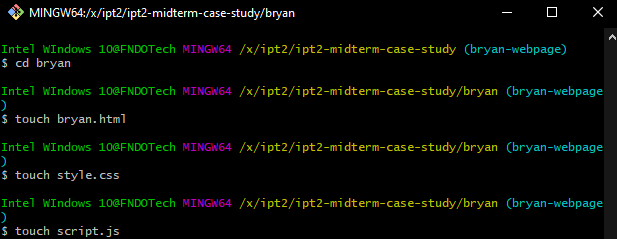 MINGW64:/x/ipt2/ipt2-midterm-case-study/bryan
Intel WIndows 10@FNDOTech MINGW64 /x/ipt2/ipt2-midterm-case-study (bryan-webpage)
$ cd bryan
Intel WIndows 10@FNDOTech MINGW64 /x/ipt2/ipt2-midterm-case-study/bryan (bryan-webpage
)
$ touch bryan.html
Intel WIndows 10@FNDOTech MINGW64 /x/ipt2/ipt2-midterm-case-study/bryan (bryan-webpage
)
$ touch style.css
Intel WIndows 10@FNDOTech MINGW64 /x/ipt2/ipt2-midterm-case-study/bryan (bryan-webpage
)
$ touch script.js